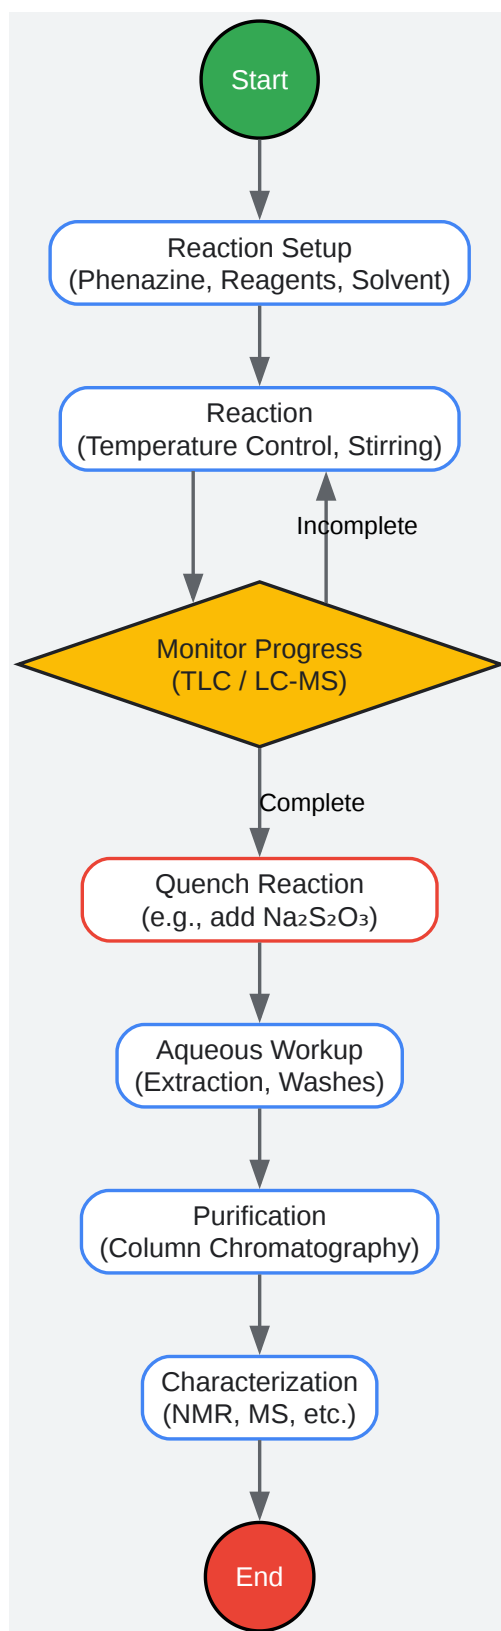 Start
Reaction Setup
(Phenazine, Reagents, Solvent)
Reaction
(Temperature Control, Stirring)
Incomplete
Monitor Progress
(TLC / LC-MS)
Complete
Quench Reaction
(e.g., add Na₂S₂O₃)
Aqueous Workup
(Extraction, Washes)
Purification
(Column Chromatography)
Characterization
(NMR, MS, etc.)
End